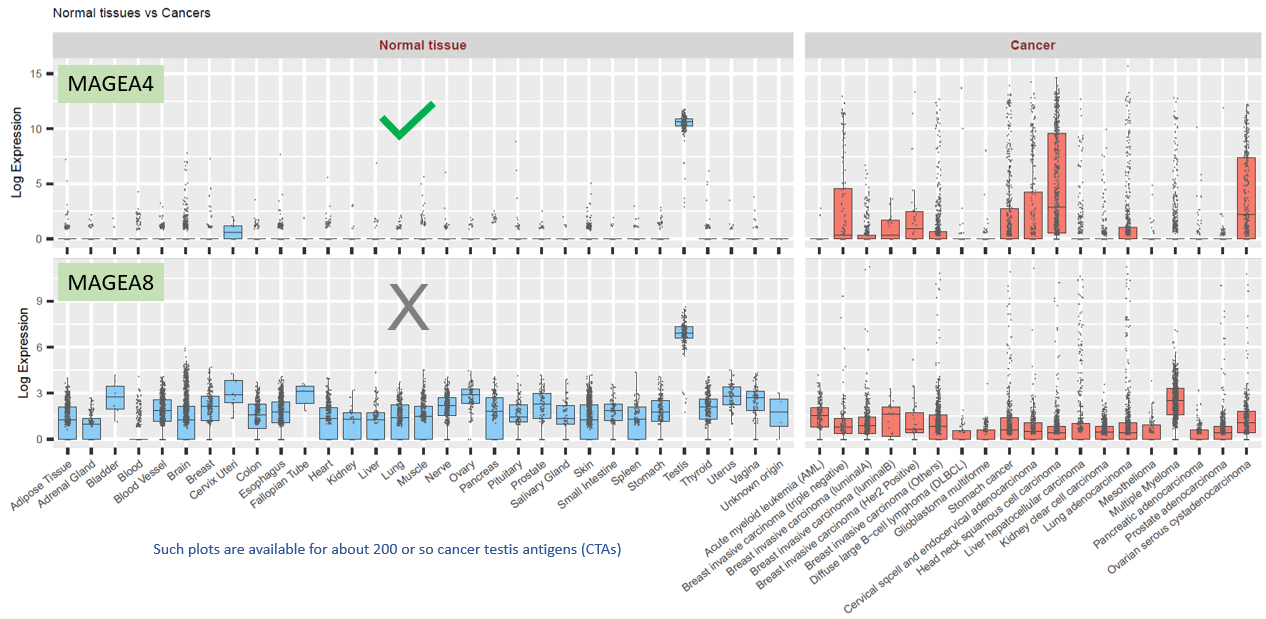 Normal tissues vs Cancers
Normal tissue
Cancer
MAGEA4
✓
Log Expression
15
10
5
0
MAGEA8
X
Log Expression
9
6
3
0
Adipose Tissue
Adrenal Gland
Bladder
Blood
Blood Vessel
Brain
Breast
Cervix Uteri
Colon
Esophagus
Fallopian Tube
Heart
Kidney
Liver
Lung
Muscle
Nerve
Ovary
Pancreas
Pituitary
Prostate
Salivary Gland
Skin
Small Intestine
Spleen
Stomach
Testis
Thyroid
Uterus
Vagina
Unknown origin
Acute myeloid leukemia (AML)
Breast invasive carcinoma (triple negative)
Breast invasive carcinoma (luminalA)
Breast invasive carcinoma (luminalB)
Breast invasive carcinoma (Her2 Positive)
Breast invasive carcinoma (Others)
Diffuse large B-cell lymphoma (DLBCL)
Glioblastoma multiforme
Stomach cancer
Cervical sqcell and endocervical adenocarcinoma
Head neck squamous cell carcinoma
Liver hepatocellular carcinoma
Kidney clear cell carcinoma
Lung adenocarcinoma
Mesothelioma
Multiple Myeloma
Pancreatic adenocarcinoma
Prostate adenocarcinoma
Ovarian serous cystadenocarcinoma
Such plots are available for about 200 or so cancer testis antigens (CTAs)